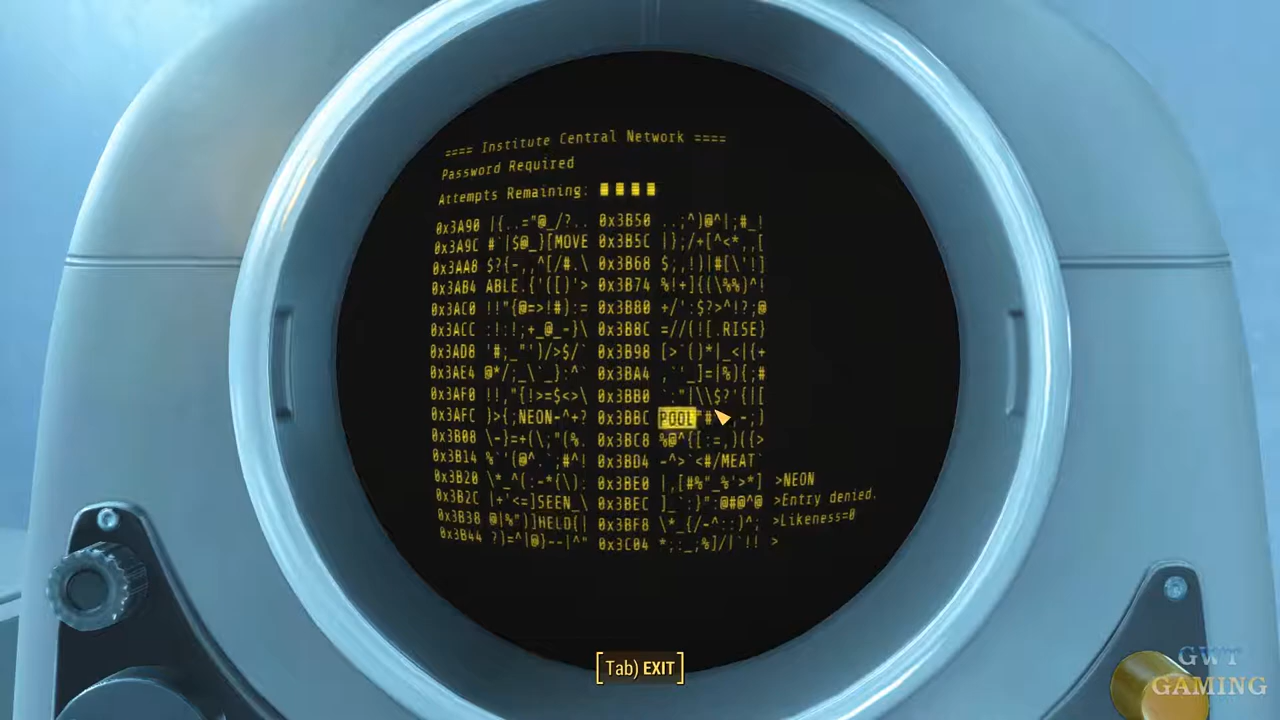 ==== Institute Central Network ====
Password Required
Attempts Remaining: ■ ■ ■ ■
0x3A90 |{..="@_/?.. 0x3B50 ..;^)@^|;#_!
0x3A9C #`|$@_}[MOVE 0x3B5C |};/+[^<*,,[
0x3AA8 $?{-,,^[/#.\ 0x3B68 $;,!)|#[\'!]
0x3AB4 ABLE.{'([)'> 0x3B74 %!+]{(\%%)^!
0x3AC0 !!"{@=>!#):= 0x3B80 +/':$?>^!?;@
0x3ACC :!:!;+_@_-}\ 0x3B8C =//(![.RISE}
0x3AD8 '#;_"')/>$/` 0x3B98 [>`()*|_<|{+
0x3AE4 @*/;_\`_}:^` 0x3BA4 ,`'_]=|%){;#
0x3AF0 !!,"{!>=$<>\ 0x3BB0 `:"|\\$?'{|[
0x3AFC )>{;NEON-^+? 0x3BBC POOL"# -;)
0x3B08 \-}=+(\;"(%. 0x3BC8 %@^{[:=,)({>
0x3B14 %`'(@^.`;#^! 0x3BD4 -^>`<#/MEAT`
0x3B20 \*_^(:-*{\): 0x3BE0 |,[#%"_%'>*] >NEON
0x3B2C |+'<=]SEEN_\ 0x3BEC ]_`:}":@#@^@ >Entry denied.
0x3B38 @|%")]HELD{| 0x3BF8 \*_{/-^::)^; >Likeness=0
0x3B44 ?)=^|@)--|^" 0x3C04 *;:_;%]/|`!! >
Tab) EXIT
GWT
GAMING